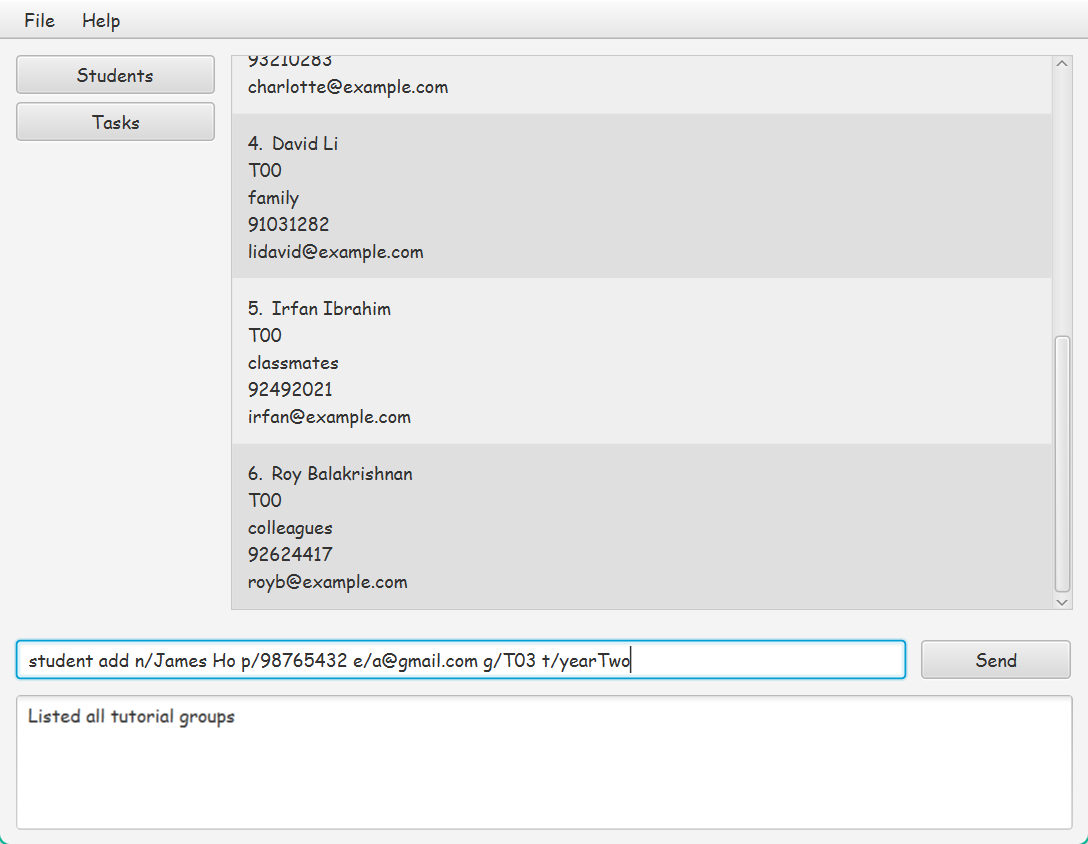 File Help
Students
Tasks
93210283
charlotte@example.com
4. David Li
T00
family
91031282
lidavid@example.com
5. Irfan Ibrahim
T00
classmates
92492021
irfan@example.com
6. Roy Balakrishnan
T00
colleagues
92624417
royb@example.com
student add n/James Ho p/98765432 e/a@gmail.com g/T03 t/yearTwo
Send
Listed all tutorial groups